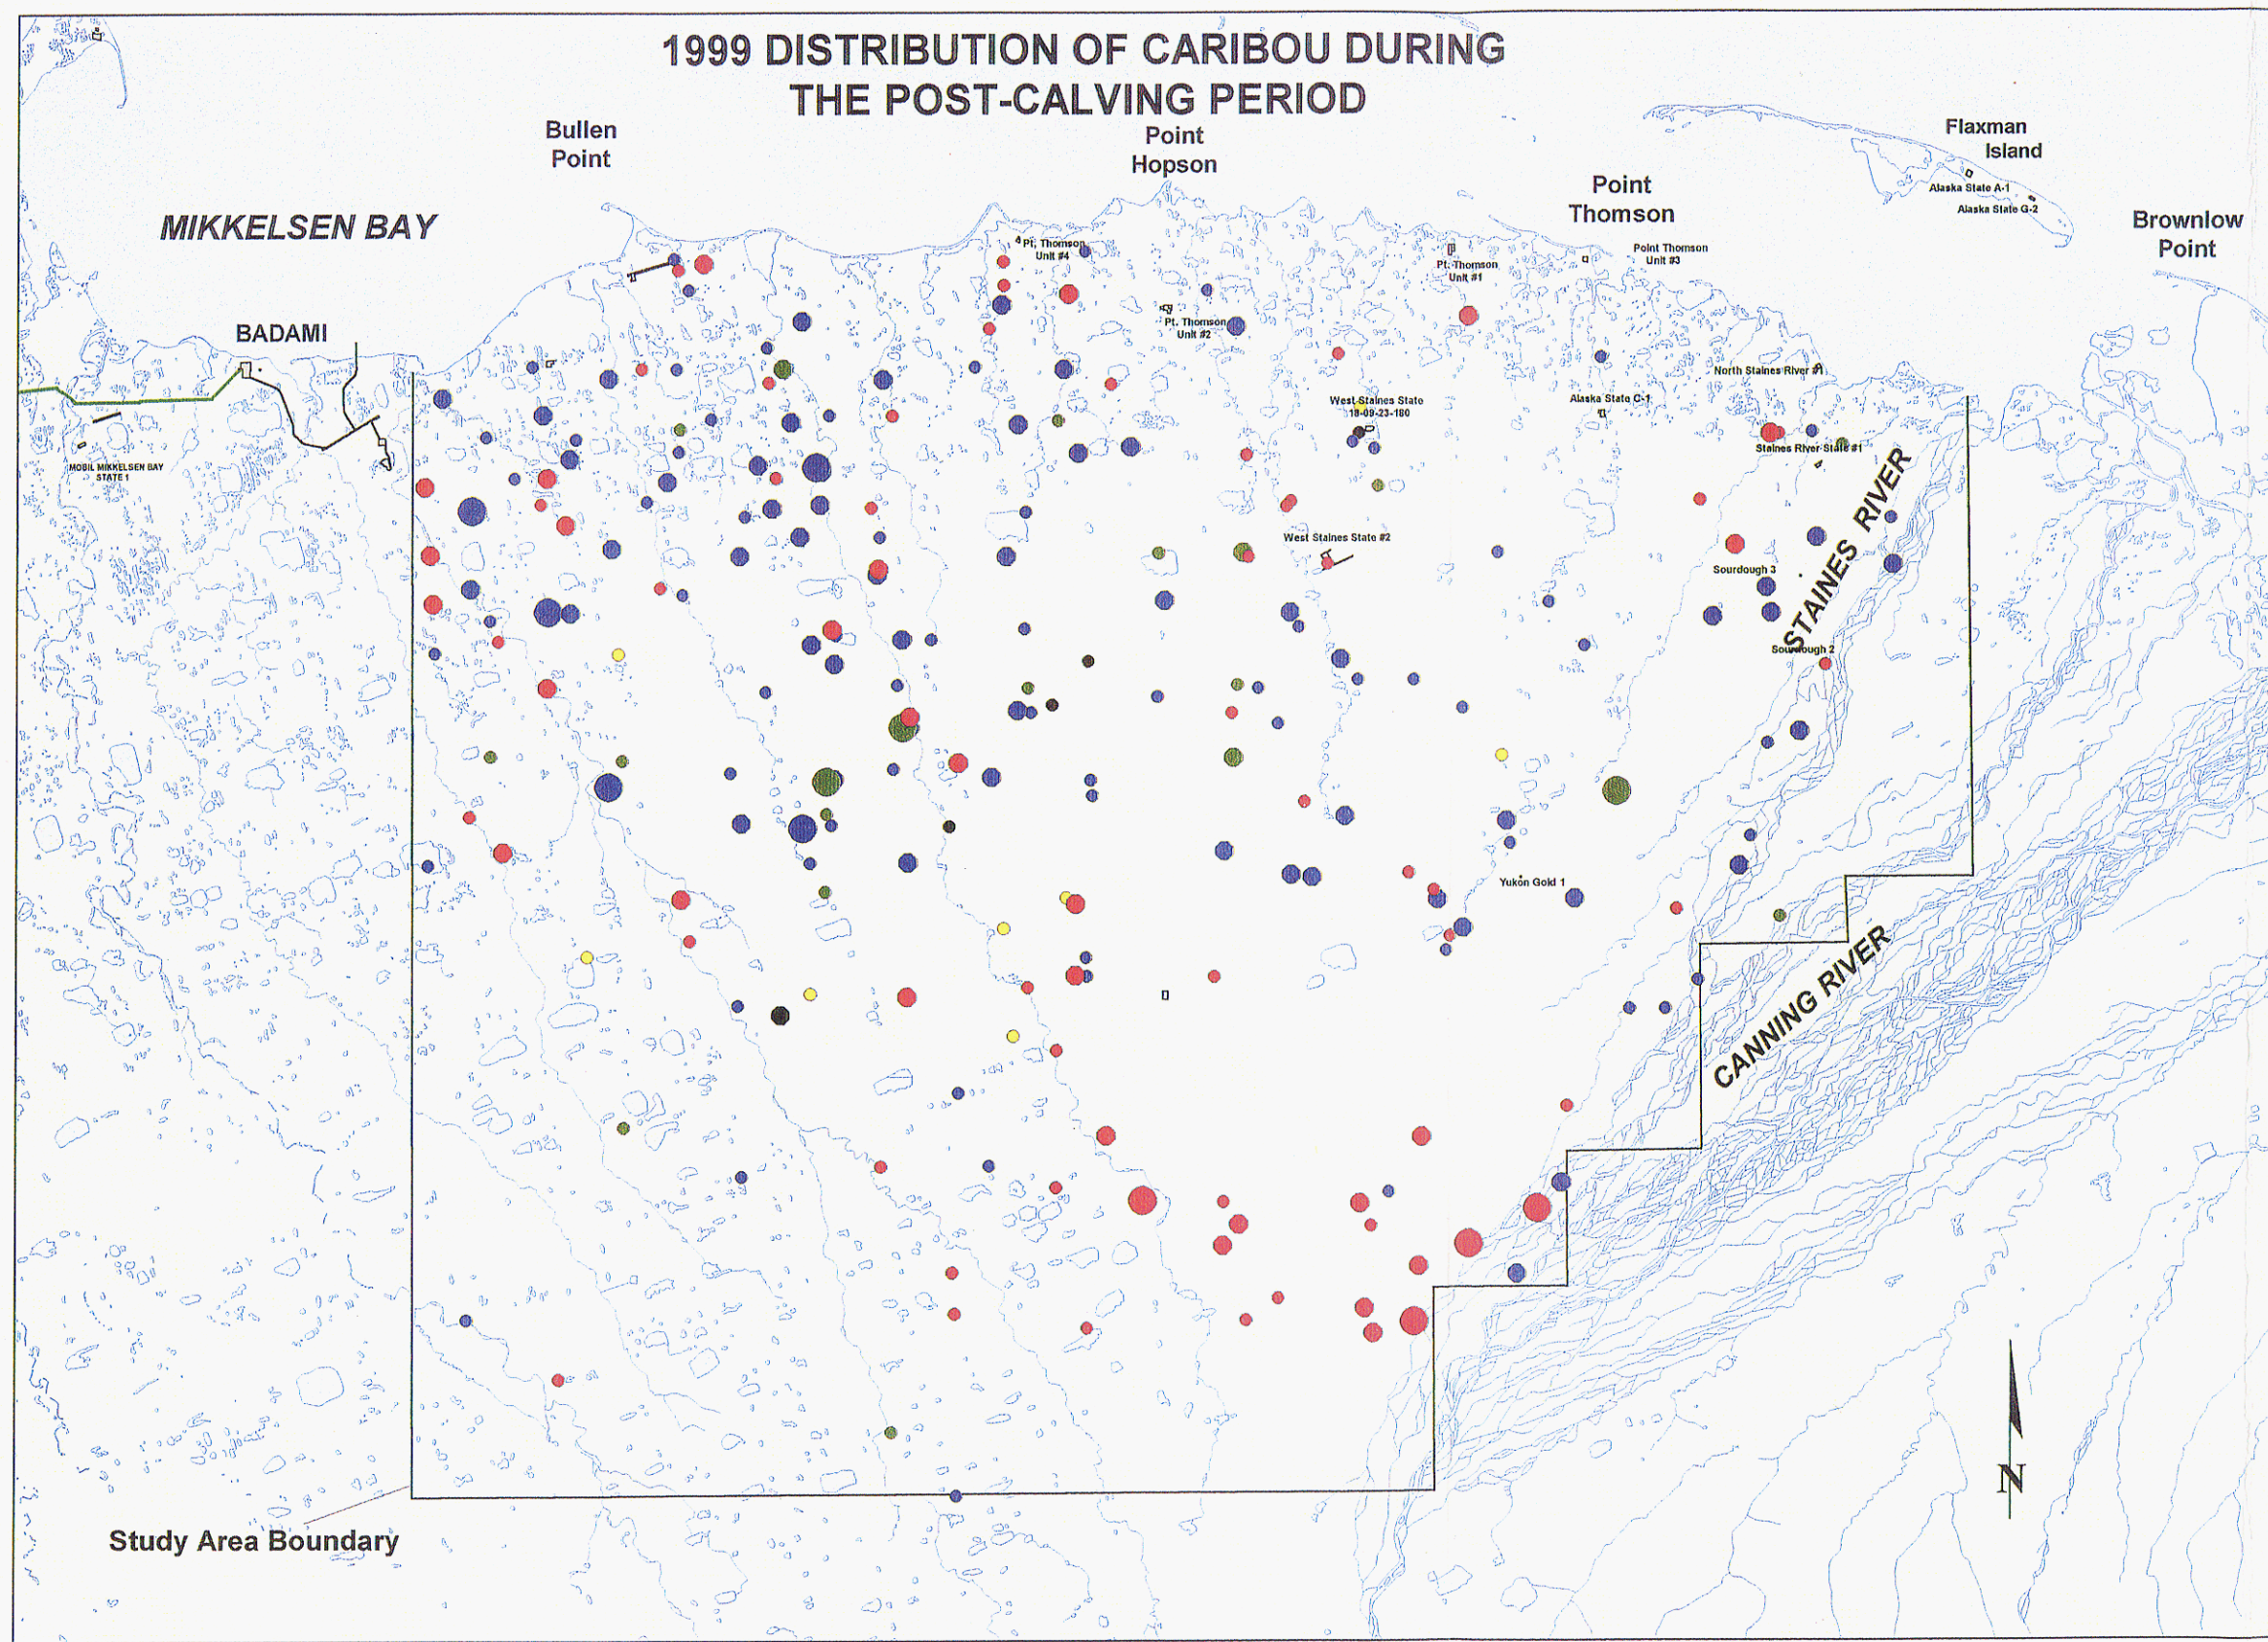 1999 DISTRIBUTION OF CARIBOU DURING
THE POST-CALVING PERIOD
Bullen
Point
Point
Hopson
Flaxman
Island
Alaska State A-1
Alaska State G-2
Point
Thomson
Brownlow
Point
MIKKELSEN BAY
Pt. Thomson
Unit #4
Point Thomson
Unit #3
Pt. Thomson
Unit #1
Pt. Thomson
Unit #2
BADAMI
North Staines River #1
West Staines State
18-09-23-180
Alaska State C-1
Staines River State #1
MOBIL MIKKELSEN BAY
STATE 1
West Staines State #2
STAINES RIVER
Sourdough 3
Sourdough 2
Yukon Gold 1
CANNING RIVER
N
Study Area Boundary